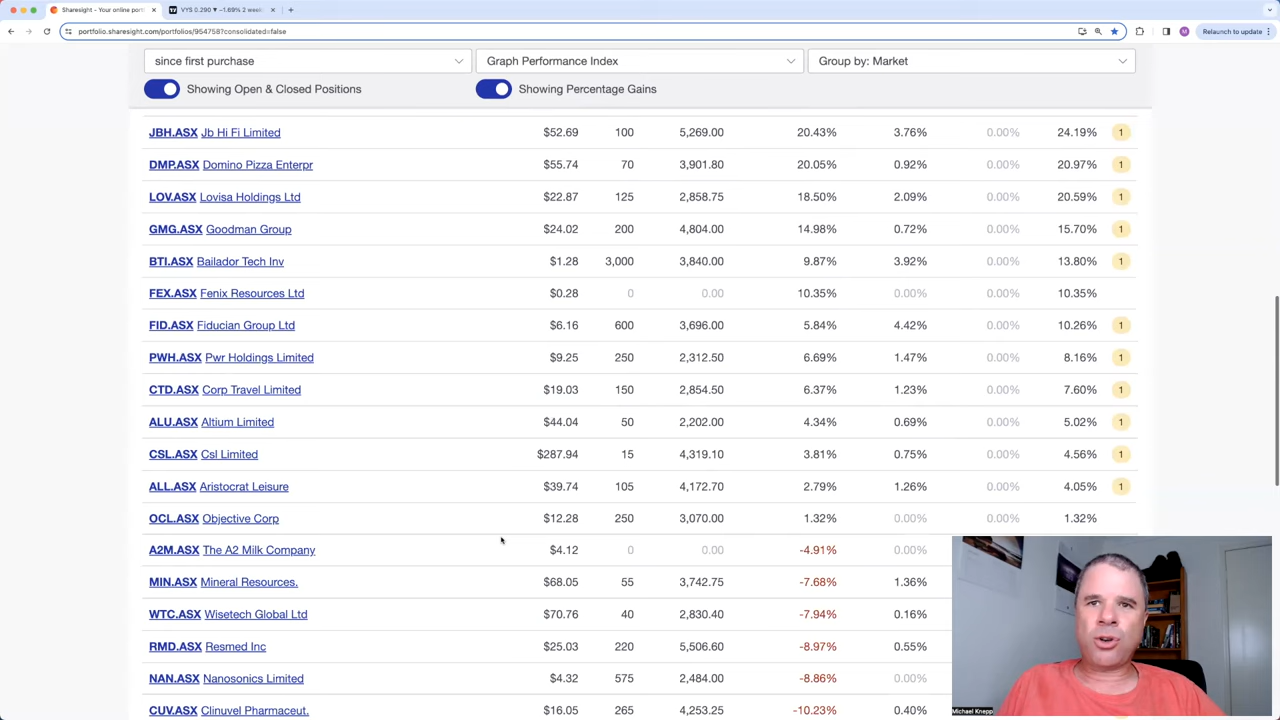 Sharesight – Your online port
VYS 0.290 ▼ −1.69% 2 week
portfolio.sharesight.com/portfolios/954758?consolidated=false
M
Relaunch to update
since first purchase
Graph Performance Index
Group by: Market
Showing Open & Closed Positions
Showing Percentage Gains
JBH.ASX Jb Hi Fi Limited $52.69 100 5,269.00 20.43% 3.76% 0.00% 24.19% 1
DMP.ASX Domino Pizza Enterpr $55.74 70 3,901.80 20.05% 0.92% 0.00% 20.97% 1
LOV.ASX Lovisa Holdings Ltd $22.87 125 2,858.75 18.50% 2.09% 0.00% 20.59% 1
GMG.ASX Goodman Group $24.02 200 4,804.00 14.98% 0.72% 0.00% 15.70% 1
BTI.ASX Bailador Tech Inv $1.28 3,000 3,840.00 9.87% 3.92% 0.00% 13.80% 1
FEX.ASX Fenix Resources Ltd $0.28 0 0.00 10.35% 0.00% 0.00% 10.35%
FID.ASX Fiducian Group Ltd $6.16 600 3,696.00 5.84% 4.42% 0.00% 10.26% 1
PWH.ASX Pwr Holdings Limited $9.25 250 2,312.50 6.69% 1.47% 0.00% 8.16% 1
CTD.ASX Corp Travel Limited $19.03 150 2,854.50 6.37% 1.23% 0.00% 7.60% 1
ALU.ASX Altium Limited $44.04 50 2,202.00 4.34% 0.69% 0.00% 5.02% 1
CSL.ASX Csl Limited $287.94 15 4,319.10 3.81% 0.75% 0.00% 4.56% 1
ALL.ASX Aristocrat Leisure $39.74 105 4,172.70 2.79% 1.26% 0.00% 4.05% 1
OCL.ASX Objective Corp $12.28 250 3,070.00 1.32% 0.00% 0.00% 1.32%
A2M.ASX The A2 Milk Company $4.12 0 0.00 -4.91% 0.00%
MIN.ASX Mineral Resources. $68.05 55 3,742.75 -7.68% 1.36%
WTC.ASX Wisetech Global Ltd $70.76 40 2,830.40 -7.94% 0.16%
RMD.ASX Resmed Inc $25.03 220 5,506.60 -8.97% 0.55%
NAN.ASX Nanosonics Limited $4.32 575 2,484.00 -8.86% 0.00%
CUV.ASX Clinuvel Pharmaceut. $16.05 265 4,253.25 -10.23% 0.40%
Michael Knepp